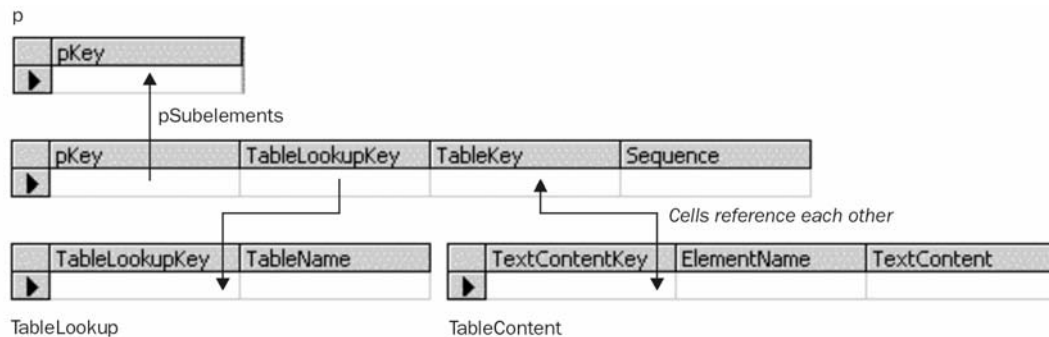 p
pKey
pSubelements
pKey TableLookupKey TableKey Sequence
Cells reference each other
TableLookupKey TableName TextContentKey ElementName TextContent
TableLookup TableContent